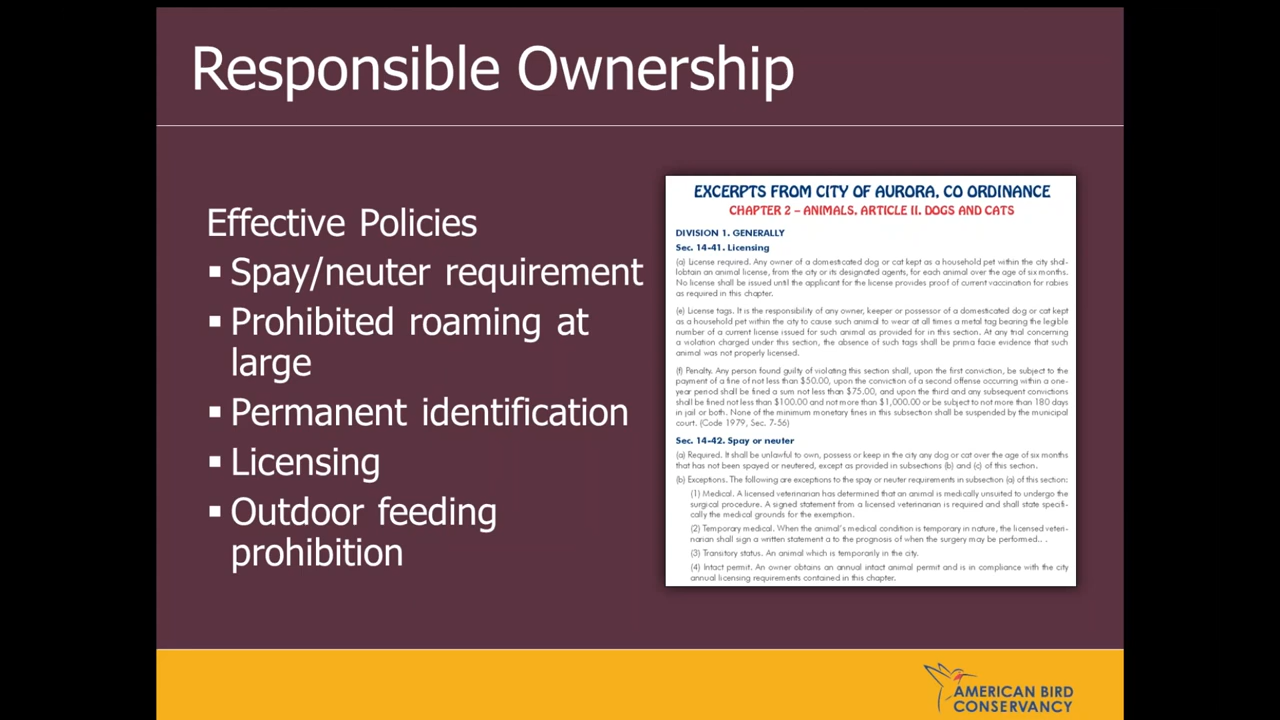 Responsible Ownership
Effective Policies
▪ Spay/neuter requirement
▪ Prohibited roaming at
large
▪ Permanent identification
▪ Licensing
▪ Outdoor feeding
prohibition
EXCERPTS FROM CITY OF AURORA, CO ORDINANCE
CHAPTER 2 – ANIMALS, ARTICLE II. DOGS AND CATS
DIVISION 1. GENERALLY
Sec. 14-41. Licensing
(a) License required. Any owner of a domesticated dog or cat kept as a household pet within the city shal-
lobtain an animal license, from the city or its designated agents, for each animal over the age of six months.
No license shall be issued until the applicant for the license provides proof of current vaccination for rabies
as required in this chapter.
(e) License tags. It is the responsibility of any owner, keeper or possessor of a domesticated dog or cat kept
as a household pet within the city to cause such animal to wear at all times a metal tag bearing the legible
number of a current license issued for such animal as provided for in this section. At any trial concerning
a violation charged under this section, the absence of such tags shall be prima facie evidence that such
animal was not properly licensed.
(f) Penalty. Any person found guilty of violating this section shall, upon the first conviction, be subject to the
payment of a fine of not less than $50.00, upon the conviction of a second offense occurring within a one-
year period shall be fined a sum not less than $75.00, and upon the third and any subsequent convictions
shall be fined not less than $100.00 and not more than $1,000.00 or be subject to not more than 180 days
in jail or both. None of the minimum monetary fines in this subsection shall be suspended by the municipal
court. (Code 1979, Sec. 7-56)
Sec. 14-42. Spay or neuter
(a) Required. It shall be unlawful to own, possess or keep in the city any dog or cat over the age of six months
that has not been spayed or neutered, except as provided in subsections (b) and (c) of this section.
(b) Exceptions. The following are exceptions to the spay or neuter requirements in subsection (a) of this section:
(1) Medical. A licensed veterinarian has determined that an animal is medically unsuited to undergo the
surgical procedure. A signed statement from a licensed veterinarian is required and shall state specifi-
cally the medical grounds for the exemption.
(2) Temporary medical. When the animal's medical condition is temporary in nature, the licensed veteri-
narian shall sign a written statement a to the prognosis of when the surgery may be performed.. .
(3) Transitory status. An animal which is temporarily in the city.
(4) Intact permit. An owner obtains an annual intact animal permit and is in compliance with the city
annual licensing requirements contained in this chapter.
AMERICAN BIRD
CONSERVANCY